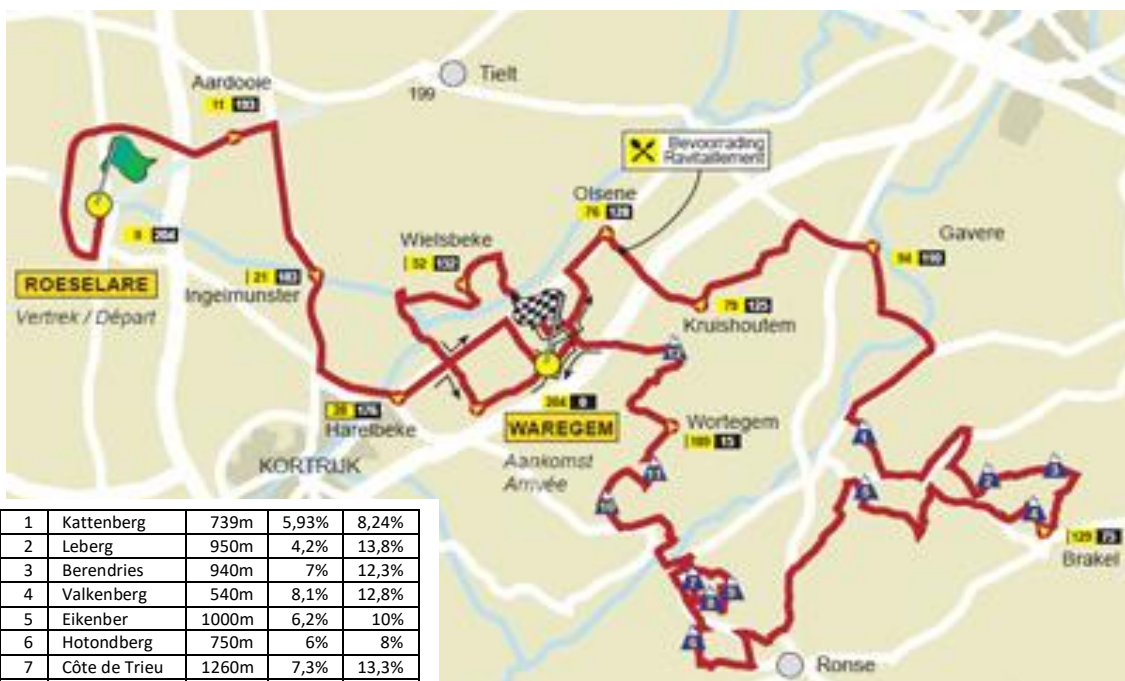 Tielt
199
Aardooie
11 193
Bevoorrading
Ravitaillement
Olsene
76 128
Gavere
94 110
Wielsbeke
52 152
0 204
ROESELARE
Vertrek / Départ
21 183
Ingelmunster
79 125
Kruishoutem
28 176
Harelbeke
204 0
WAREGEM
Aankomst
Arrivée
Wortegem
189 15
KORTRIJK
129 75
Brakel
Ronse
1 Kattenberg 739m 5,93% 8,24%
2 Leberg 950m 4,2% 13,8%
3 Berendries 940m 7% 12,3%
4 Valkenberg 540m 8,1% 12,8%
5 Eikenber 1000m 6,2% 10%
6 Hotondberg 750m 6% 8%
7 Côte de Trieu 1260m 7,3% 13,3%